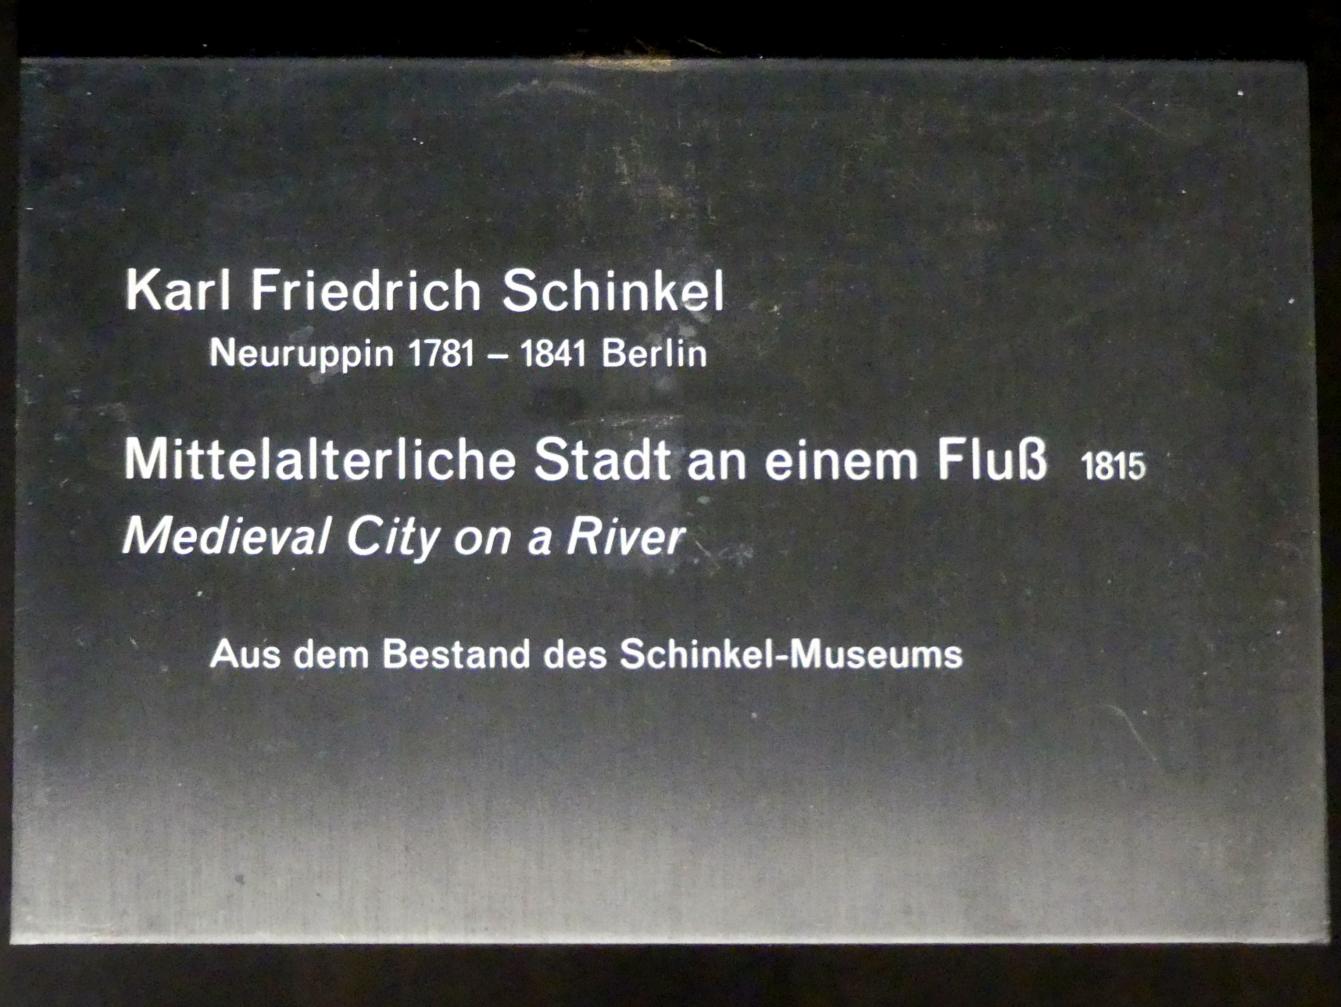 Karl Friedrich Schinkel
Neuruppin 1781 – 1841 Berlin
Mittelalterliche Stadt an einem Fluß 1815
Medieval City on a River
Aus dem Bestand des Schinkel-Museums